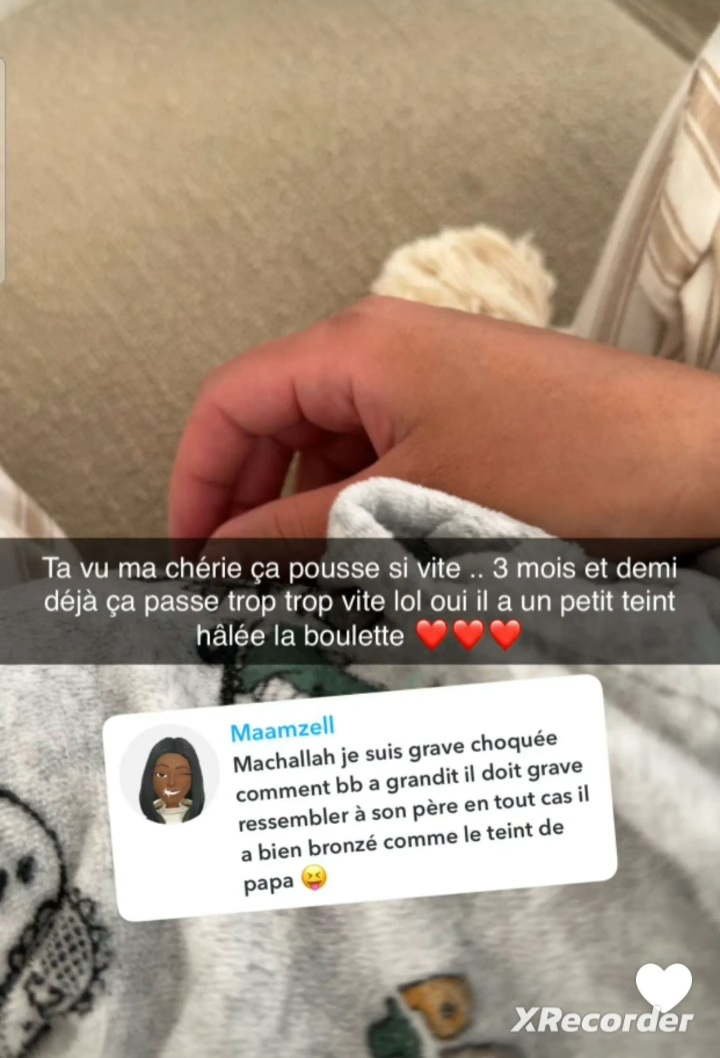 Ta vu ma chérie ça pousse si vite .. 3 mois et demi
déjà ça passe trop trop vite lol oui il a un petit teint
hâlée la boulette ❤️❤️❤️
Maamzell
Machallah je suis grave choquée
comment bb a grandit il doit grave
ressembler à son père en tout cas il
a bien bronzé comme le teint de
papa 😝
XRecorder